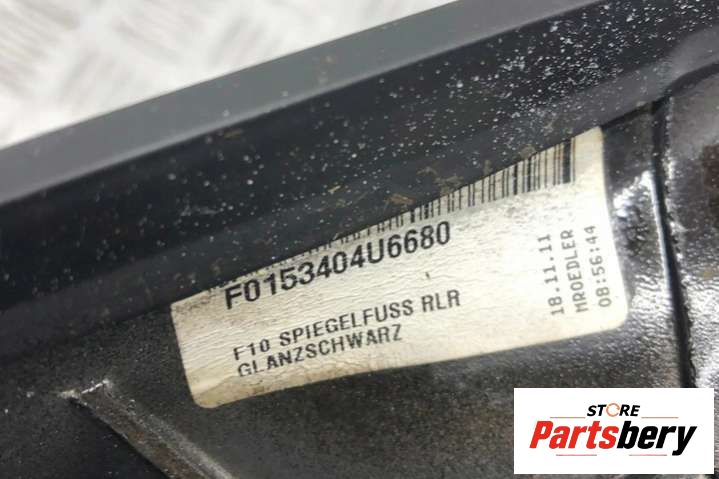 F0153404U6680
F10 SPIEGELFUSS RLR
GLANZSCHWARZ
18.11.11
MROEDLER
08:56:44
STORE
Partsbery